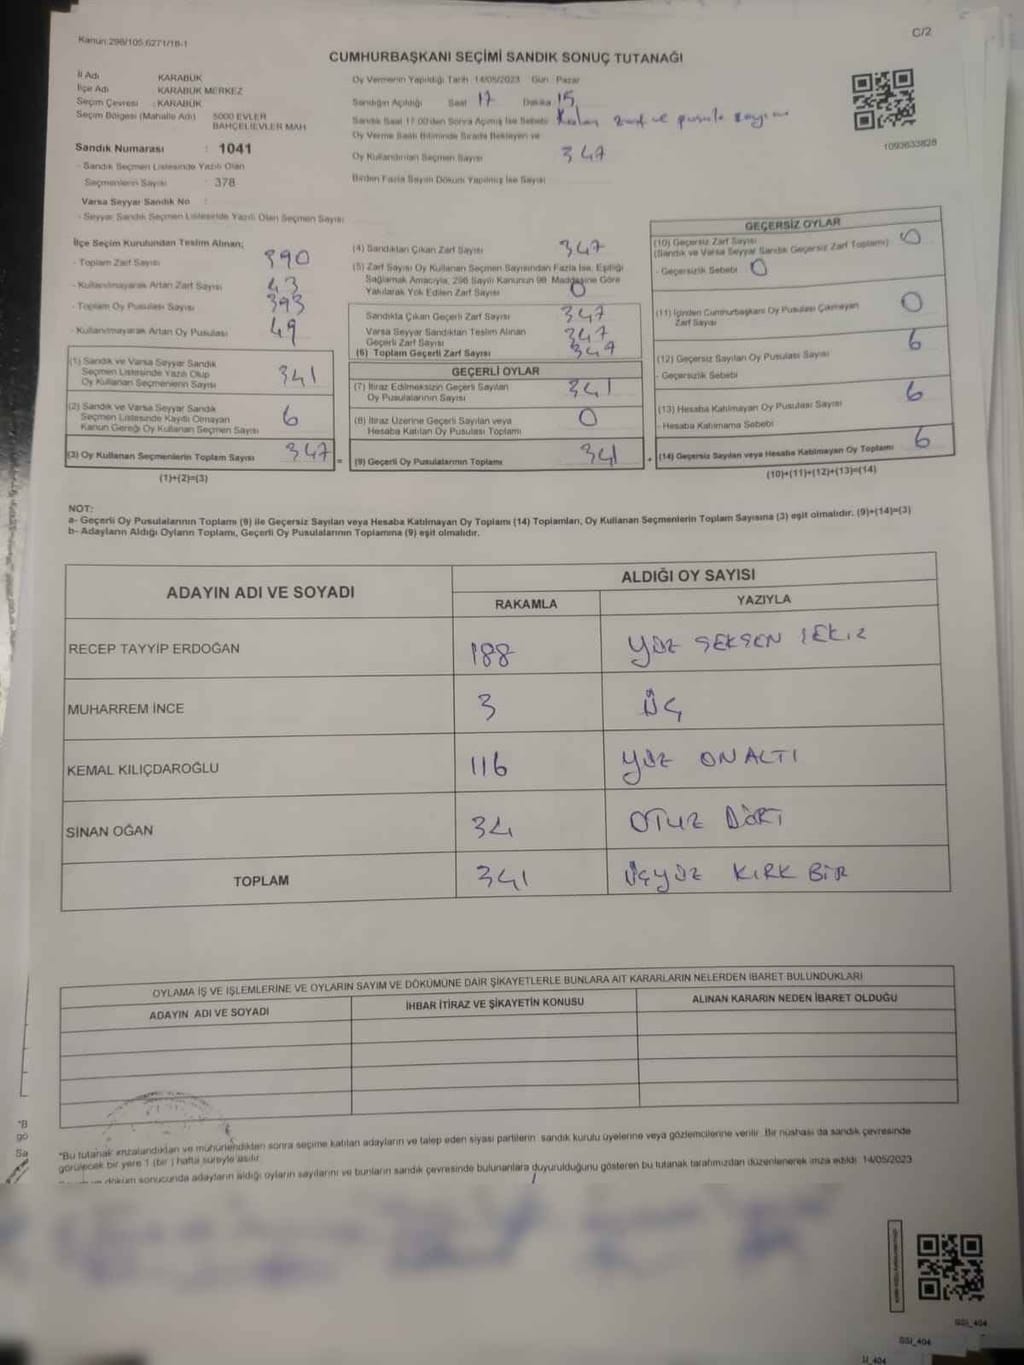 Kanun:298/105,6271/18-1
C/2
CUMHURBAŞKANI SEÇİMİ SANDIK SONUÇ TUTANAĞI
İl Adı KARABÜK
İlçe Adı KARABÜK MERKEZ
Seçim Çevresi : KARABÜK
Seçim Bölgesi (Mahalle Adı) 5000 EVLER
BAHÇELİEVLER MAH
Sandık Numarası : 1041
- Sandık Seçmen Listesinde Yazılı Olan
Seçmenlerin Sayısı : 378
Varsa Seyyar Sandık No :
- Seyyar Sandık Seçmen Listesinde Yazılı Olan Seçmen Sayısı:
Oy Vermenin Yapıldığı Tarih :14/05/2023 Gün: Pazar
Sandığın Açıldığı Saat 17 Dakika 15
Sandık Saat 17:00'den Sonra Açılmış İse Sebebi Kalan zarf ve pusula sayımı
Oy Verme Saati Bitiminde Sırada Bekleyen ve
Oy Kullandırılan Seçmen Sayısı 347
Birden Fazla Sayım Döküm Yapılmış İse Sayısı
1093633828
İlçe Seçim Kurulundan Teslim Alınan;
- Toplam Zarf Sayısı 390
- Kullanılmayarak Artan Zarf Sayısı 43
- Toplam Oy Pusulası Sayısı 393
- Kullanılmayarak Artan Oy Pusulası 49
(1) Sandık ve Varsa Seyyar Sandık
Seçmen Listesinde Yazılı Olup
Oy Kullanan Seçmenlerin Sayısı 341
(2) Sandık ve Varsa Seyyar Sandık
Seçmen Listesinde Kayıtlı Olmayan
Kanun Gereği Oy Kullanan Seçmen Sayısı 6
(3) Oy Kullanan Seçmenlerin Toplam Sayısı 347 =
(1)+(2)=(3)
(4) Sandıktan Çıkan Zarf Sayısı 347
(5) Zarf Sayısı Oy Kullanan Seçmen Sayısından Fazla İse, Eşitliği
Sağlamak Amacıyla, 298 Sayılı Kanunun 98. Maddesine Göre
Yakılarak Yok Edilen Zarf Sayısı 0
Sandıkta Çıkan Geçerli Zarf Sayısı 347
Varsa Seyyar Sandıktan Teslim Alınan
Geçerli Zarf Sayısı 347
(6) Toplam Geçerli Zarf Sayısı 347
GEÇERLİ OYLAR
(7) İtiraz Edilmeksizin Geçerli Sayılan
Oy Pusulalarının Sayısı 341
(8) İtiraz Üzerine Geçerli Sayılan veya
Hesaba Katılan Oy Pusulası Toplamı 0
(9) Geçerli Oy Pusulalarının Toplamı 341 +
GEÇERSİZ OYLAR
(10) Geçersiz Zarf Sayısı 0
(Sandık ve Varsa Seyyar Sandık Geçersiz Zarf Toplamı)
- Geçersizlik Sebebi 0
(11) İçinden Cumhurbaşkanı Oy Pusulası Çıkmayan
Zarf Sayısı 0
(12) Geçersiz Sayılan Oy Pusulası Sayısı 6
- Geçersizlik Sebebi
(13) Hesaba Katılmayan Oy Pusulası Sayısı 6
- Hesaba Katılmama Sebebi
(14) Geçersiz Sayılan veya Hesaba Katılmayan Oy Toplamı 6
(10)+(11)+(12)+(13)=(14)
NOT:
a- Geçerli Oy Pusulalarının Toplamı (9) ile Geçersiz Sayılan veya Hesaba Katılmayan Oy Toplamı (14) Toplamları, Oy Kullanan Seçmenlerin Toplam Sayısına (3) eşit olmalıdır. (9)+(14)=(3)
b- Adayların Aldığı Oyların Toplamı, Geçerli Oy Pusulalarının Toplamına (9) eşit olmalıdır.
ADAYIN ADI VE SOYADI ALDIĞI OY SAYISI
RAKAMLA YAZIYLA
RECEP TAYYİP ERDOĞAN 188 YÜZ SEKSEN SEKİZ
MUHARREM İNCE 3 ÜÇ
KEMAL KILIÇDAROĞLU 116 YÜZ ONALTI
SİNAN OĞAN 34 OTUZ DÖRT
TOPLAM 341 ÜÇYÜZ KIRK BİR
OYLAMA İŞ VE İŞLEMLERİNE VE OYLARIN SAYIM VE DÖKÜMÜNE DAİR ŞİKAYETLERLE BUNLARA AİT KARARLARIN NELERDEN İBARET BULUNDUKLARI
ADAYIN ADI VE SOYADI İHBAR İTİRAZ VE ŞİKAYETİN KONUSU ALINAN KARARIN NEDEN İBARET OLDUĞU
"Bu tutanak imzalandıktan ve mühürlendikten sonra seçime katılan adayların ve talep eden siyasi partilerin sandık kurulu üyelerine veya gözlemcilerine verilir. Bir nüshası da sandık çevresinde
görülecek bir yere 1 (bir) hafta süreyle asılır.
döküm sonucunda adayların aldığı oyların sayılarını ve bunların sandık çevresinde bulunanlara duyurulduğunu gösteren bu tutanak tarafımızdan düzenlenerek imza edildi. 14/05/2023
GSI_404
GSI_404